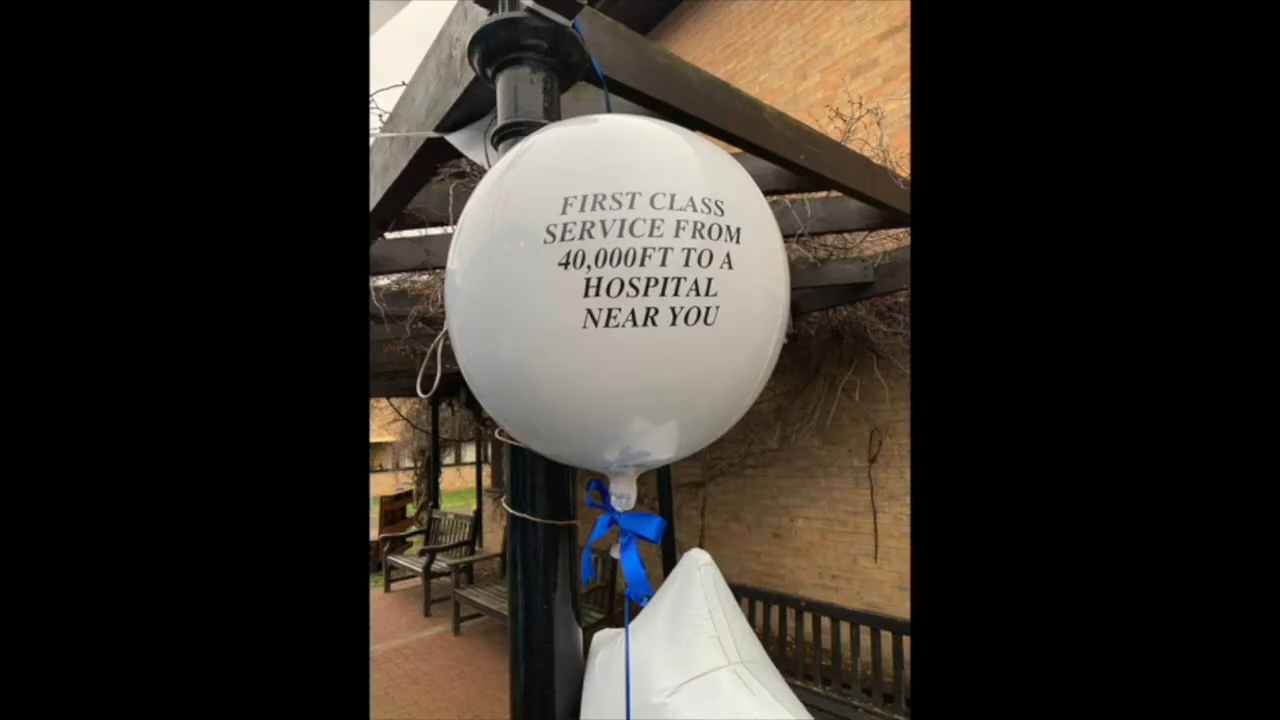 FIRST CLASS
SERVICE FROM
40,000FT TO A
HOSPITAL
NEAR YOU